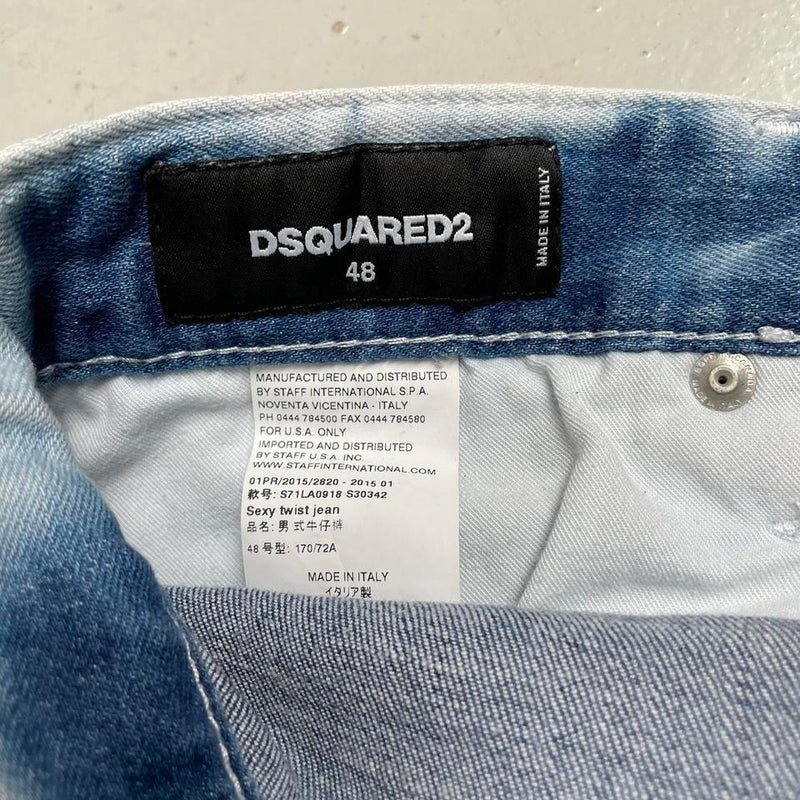 DSQUARED2
48
MADE IN ITALY
MANUFACTURED AND DISTRIBUTED
BY STAFF INTERNATIONAL S.P.A.
NOVENTA VICENTINA - ITALY
PH 0444 784500 FAX 0444 784580
FOR U.S.A. ONLY
IMPORTED AND DISTRIBUTED
BY STAFF U.S.A. INC.
WWW.STAFFINTERNATIONAL.COM
01PR/2015/2820 - 2015 01
款号: S71LA0918 S30342
Sexy twist jean
品名: 男式牛仔裤
48 号型: 170/72A
MADE IN ITALY
イタリア製